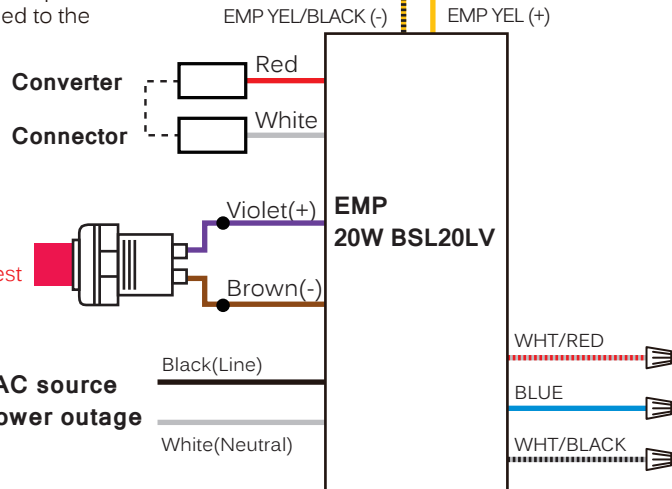 ed to the
EMP YEL/BLACK (-)
EMP YEL (+)
Converter
Red
Connector
White
Violet(+)
EMP
20W BSL20LV
est
Brown(-)
WHT/RED
Black(Line)
AC source
BLUE
ower outage
White(Neutral)
WHT/BLACK